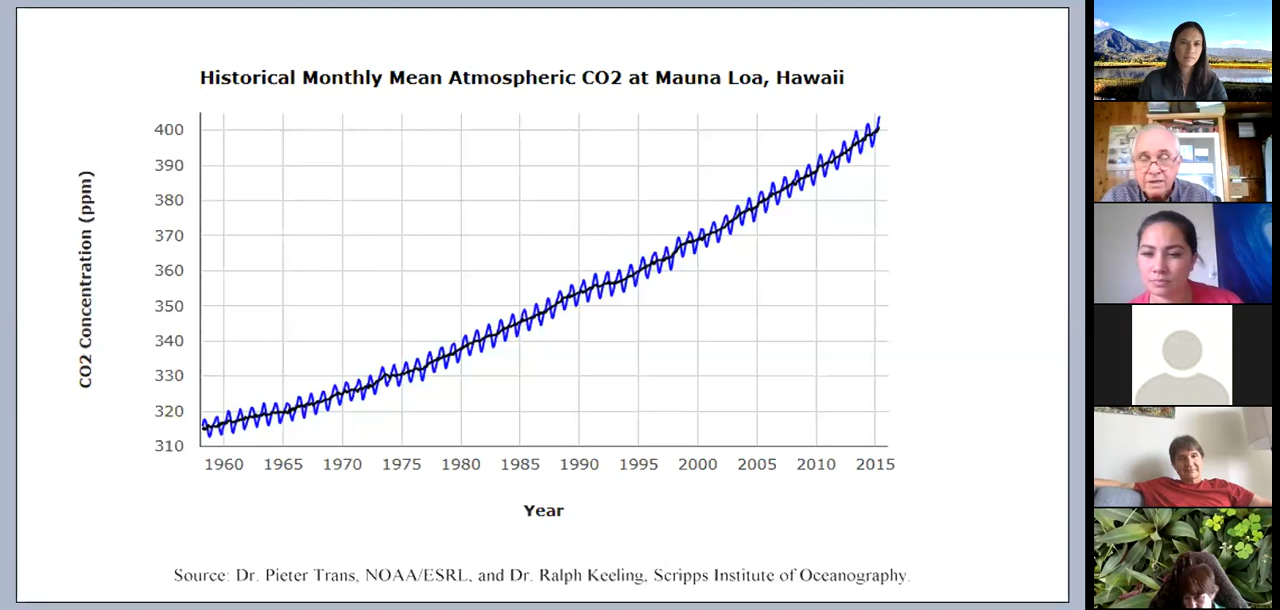 Historical Monthly Mean Atmospheric CO2 at Mauna Loa, Hawaii
CO2 Concentration (ppm)
400
390
380
370
360
350
340
330
320
310
1960 1965 1970 1975 1980 1985 1990 1995 2000 2005 2010 2015
Year
Source: Dr. Pieter Trans, NOAA/ESRL, and Dr. Ralph Keeling, Scripps Institute of Oceanography.